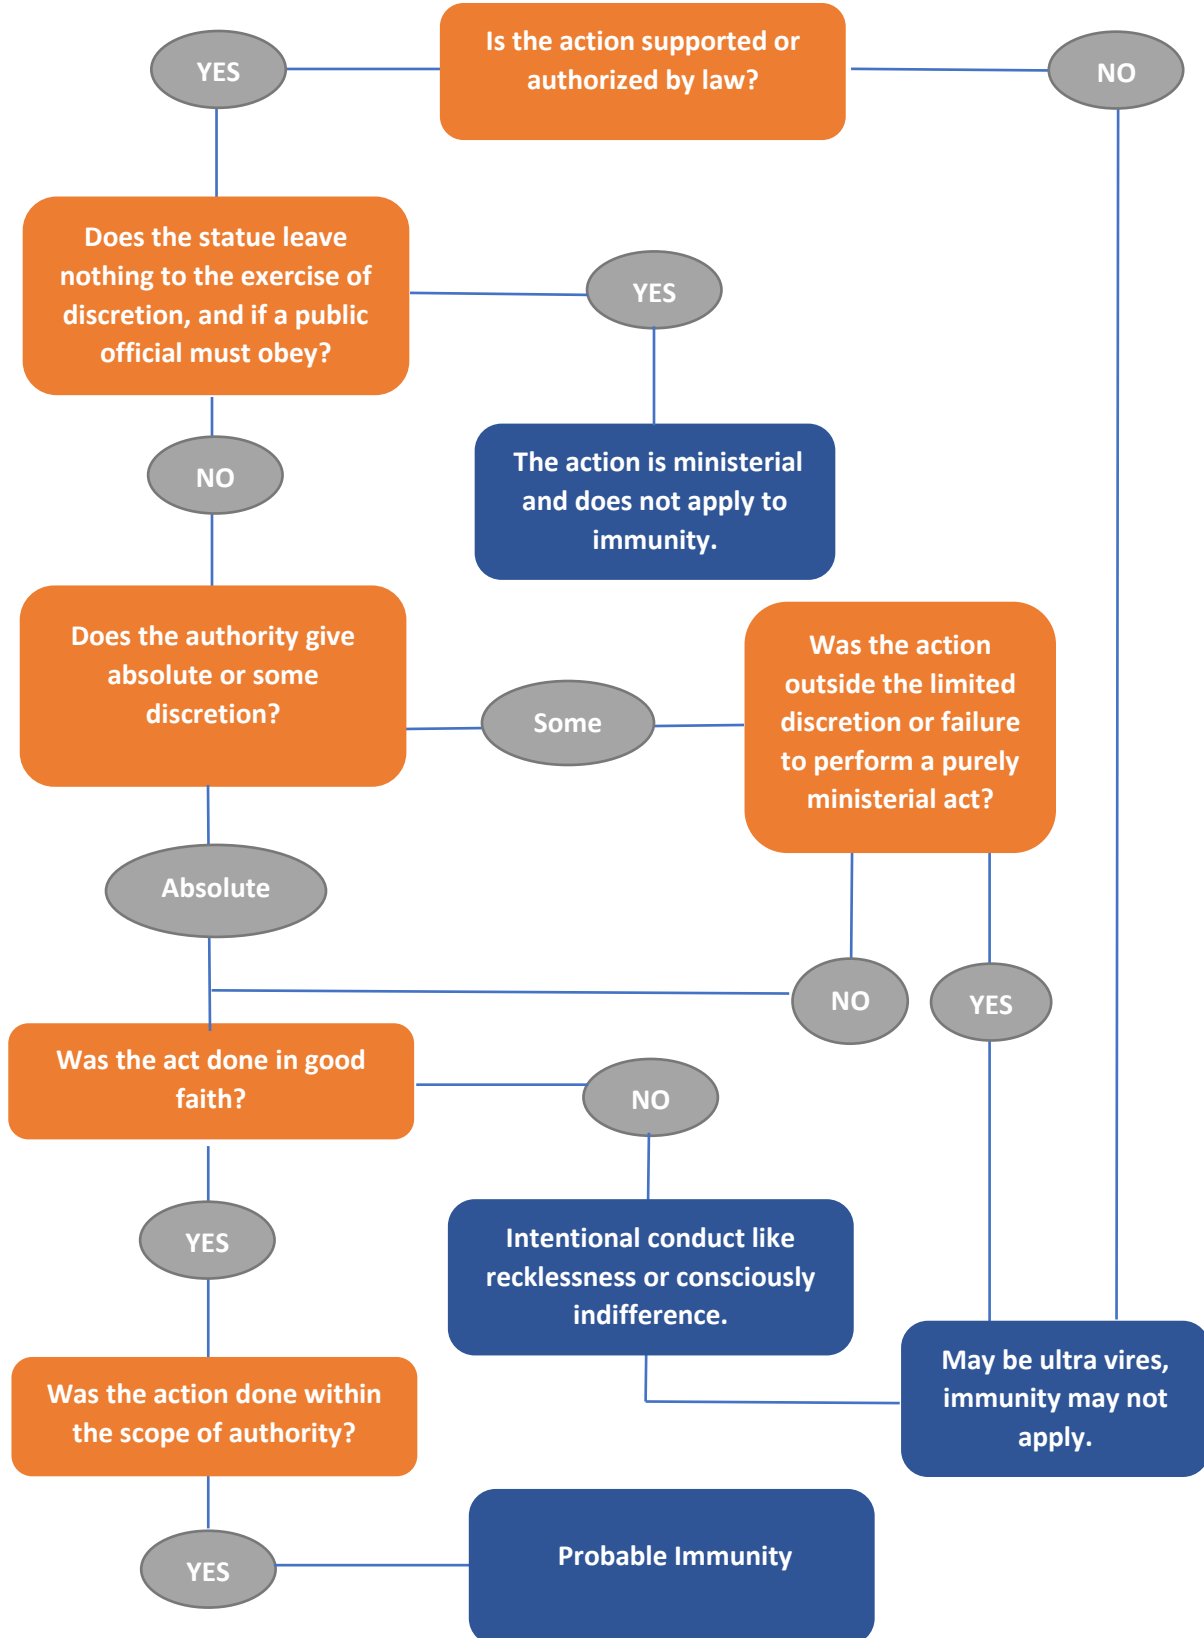 Is the action supported or
authorized by law?
YES
NO
Does the statue leave
nothing to the exercise of
discretion, and if a public
official must obey?
YES
NO
The action is ministerial
and does not apply to
immunity.
Does the authority give
absolute or some
discretion?
Some
Was the action
outside the limited
discretion or failure
to perform a purely
ministerial act?
Absolute
NO
YES
Was the act done in good
faith?
NO
YES
Intentional conduct like
recklessness or consciously
indifference.
May be ultra vires,
immunity may not
apply.
Was the action done within
the scope of authority?
YES
Probable Immunity